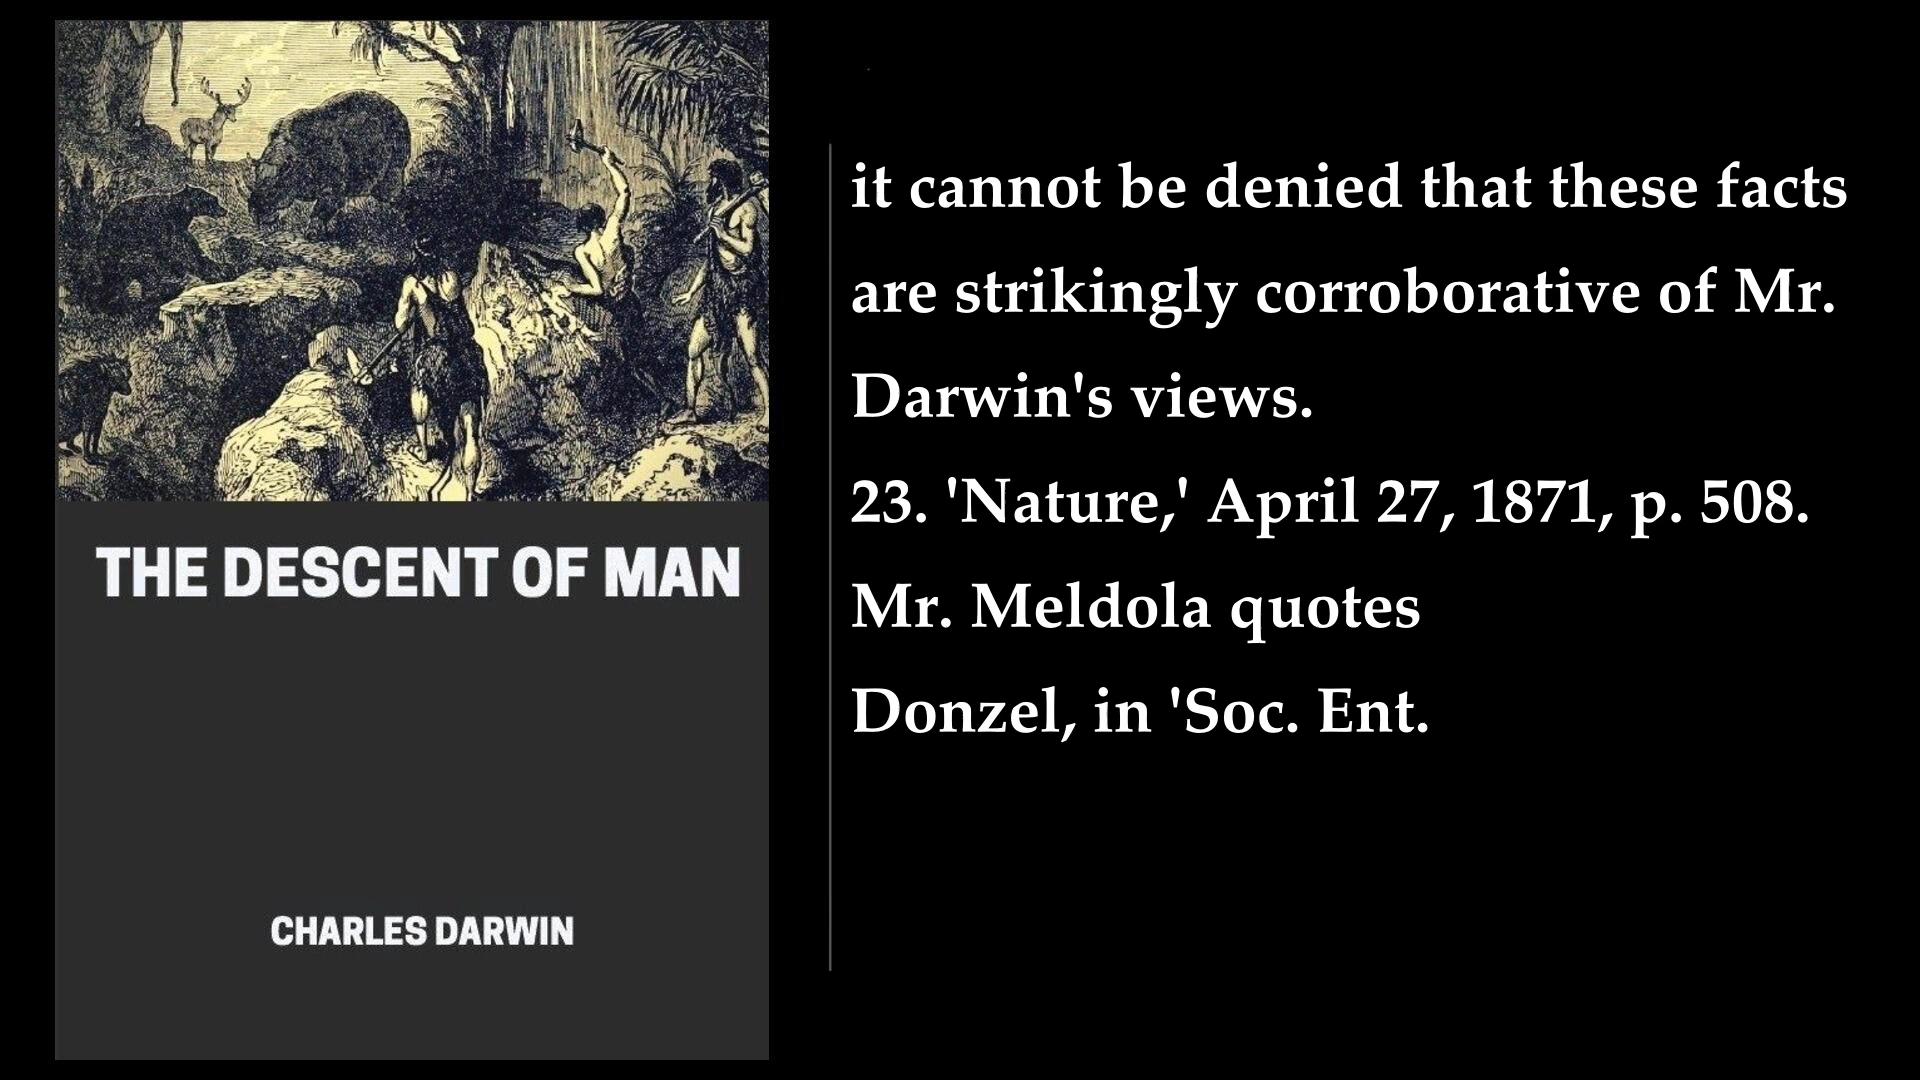 THE DESCENT OF MAN
CHARLES DARWIN
it cannot be denied that these facts
are strikingly corroborative of Mr.
Darwin's views.
23. 'Nature,' April 27, 1871, p. 508.
Mr. Meldola quotes
Donzel, in 'Soc. Ent.